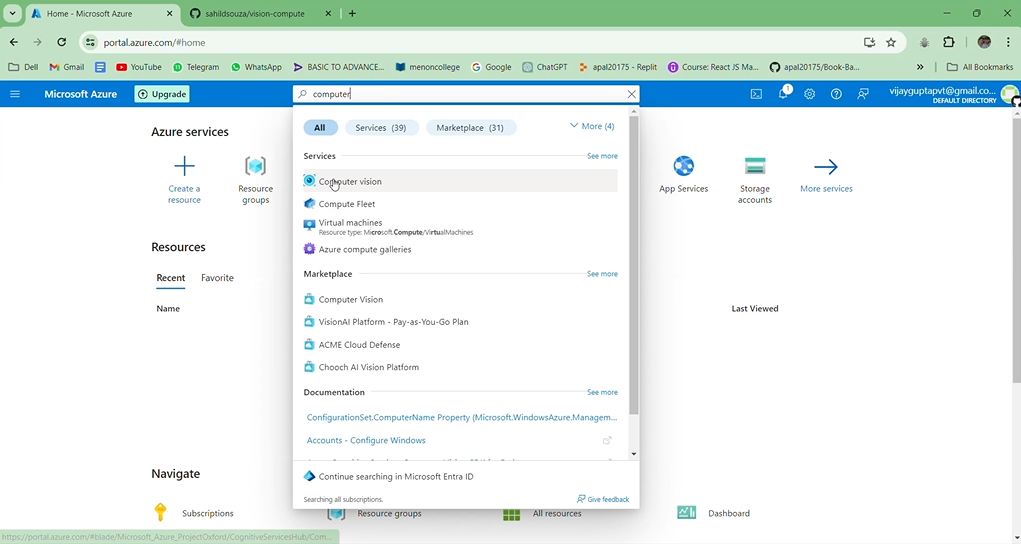 Home - Microsoft Azure
sahildsouza/vision-compute
portal.azure.com/#home
Dell
Gmail
YouTube
Telegram
WhatsApp
BASIC TO ADVANCE...
menoncollege
Google
ChatGPT
apal20175 - Replit
Course: React JS Ma...
apal20175/Book-Ba...
»
All Bookmarks
Microsoft Azure
Upgrade
computer
1
vijayguptapvt@gmail.co...
DEFAULT DIRECTORY
All
Services (39)
Marketplace (31)
More (4)
Services
See more
Computer vision
Compute Fleet
Virtual machines
Resource type: Microsoft.Compute/VirtualMachines
Azure compute galleries
Marketplace
See more
Computer Vision
VisionAI Platform - Pay-as-You-Go Plan
ACME Cloud Defense
Chooch AI Vision Platform
Documentation
See more
ConfigurationSet.ComputerName Property (Microsoft.WindowsAzure.Managem...
Accounts - Configure Windows
Continue searching in Microsoft Entra ID
Searching all subscriptions.
Give feedback
Azure services
Create a
resource
Resource
groups
App Services
Storage
accounts
More services
Resources
Recent
Favorite
Name
Last Viewed
Navigate
Subscriptions
Resource groups
All resources
Dashboard
https://portal.azure.com/#blade/Microsoft_Azure_ProjectOxford/CognitiveServicesHub/Com...